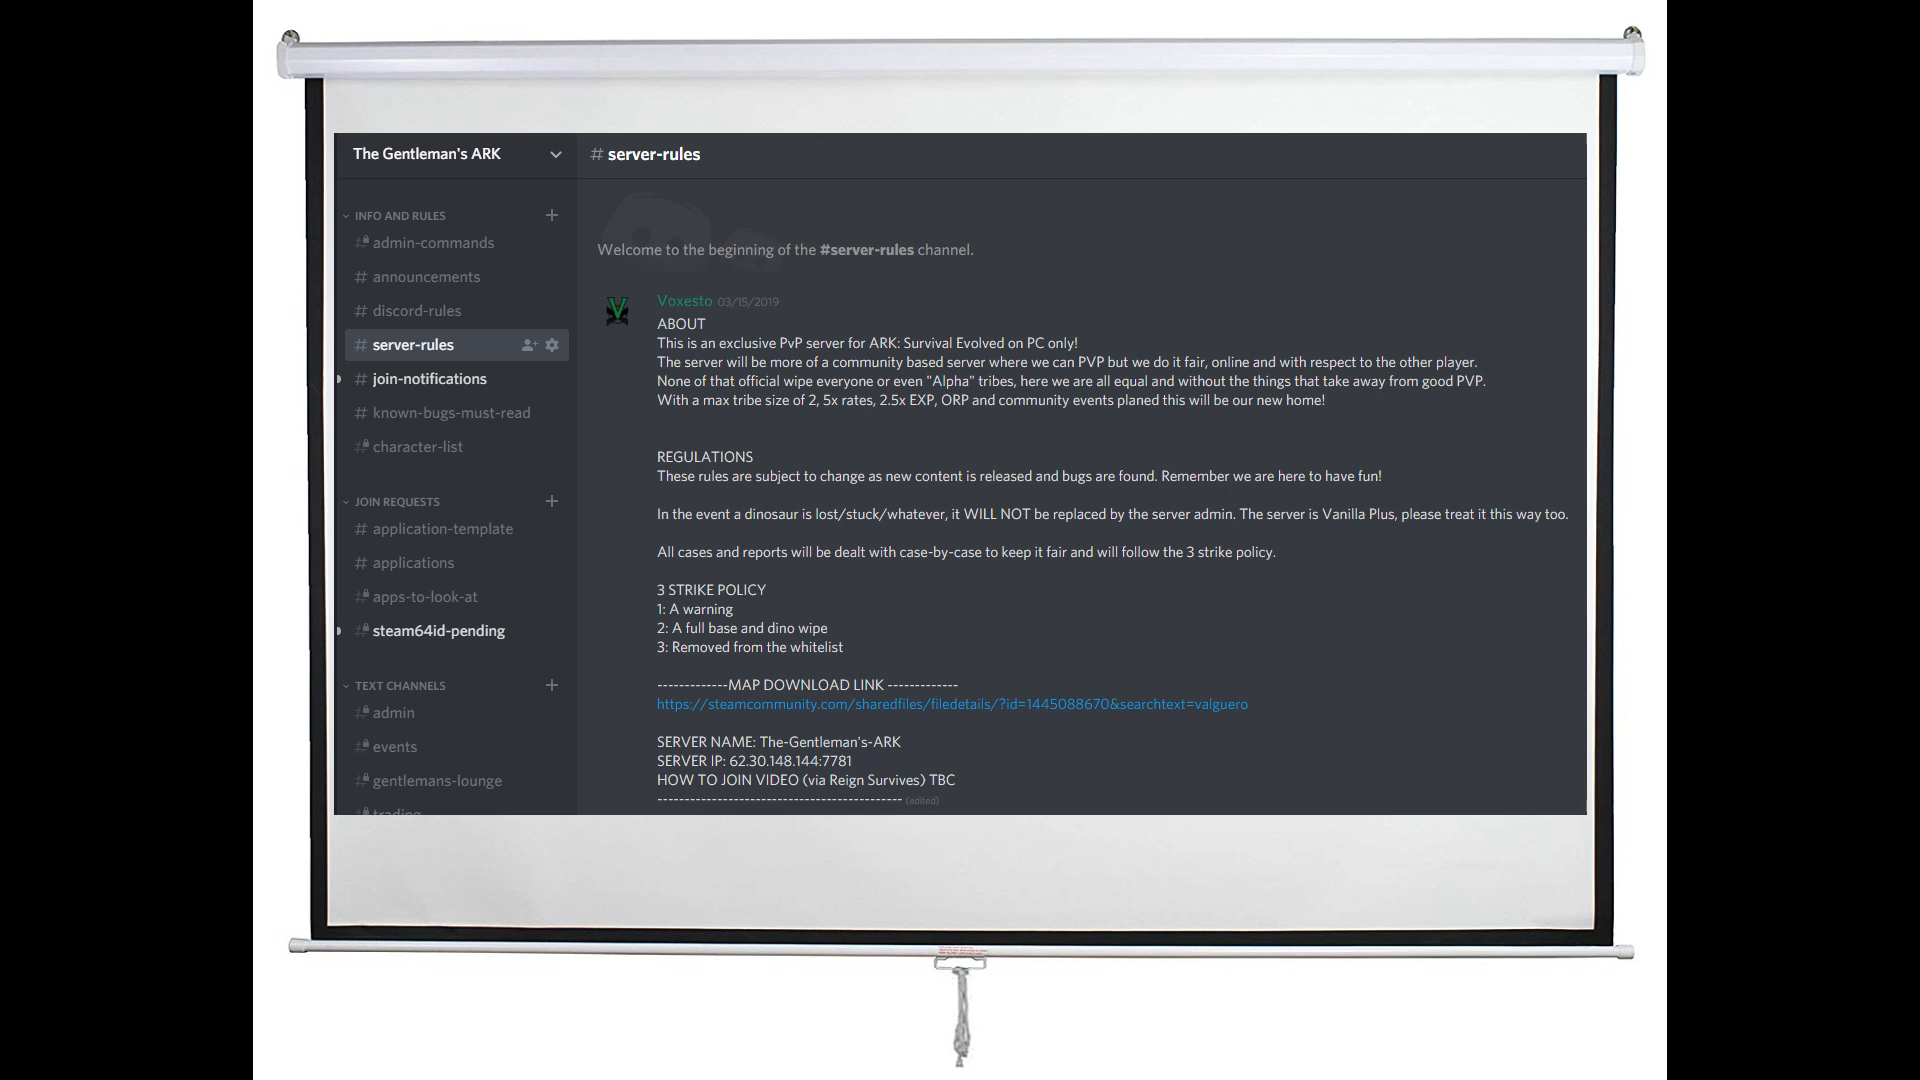 The Gentleman's ARK
INFO AND RULES
admin-commands
# announcements
# discord-rules
# server-rules
# join-notifications
# known-bugs-must-read
character-list
JOIN REQUESTS
# application-template
# applications
apps-to-look-at
steam64id-pending
TEXT CHANNELS
admin
events
gentlemans-lounge
trading
# server-rules
Welcome to the beginning of the #server-rules channel.
Voxesto 03/15/2019
ABOUT
This is an exclusive PvP server for ARK: Survival Evolved on PC only!
The server will be more of a community based server where we can PVP but we do it fair, online and with respect to the other player.
None of that official wipe everyone or even "Alpha" tribes, here we are all equal and without the things that take away from good PVP.
With a max tribe size of 2, 5x rates, 2.5x EXP, ORP and community events planed this will be our new home!
REGULATIONS
These rules are subject to change as new content is released and bugs are found. Remember we are here to have fun!
In the event a dinosaur is lost/stuck/whatever, it WILL NOT be replaced by the server admin. The server is Vanilla Plus, please treat it this way too.
All cases and reports will be dealt with case-by-case to keep it fair and will follow the 3 strike policy.
3 STRIKE POLICY
1: A warning
2: A full base and dino wipe
3: Removed from the whitelist
-------------MAP DOWNLOAD LINK -------------
https://steamcommunity.com/sharedfiles/filedetails/?id=1445088670&searchtext=valguero
SERVER NAME: The-Gentleman's-ARK
SERVER IP: 62.30.148.144:7781
HOW TO JOIN VIDEO (via Reign Survives) TBC
--------------------------------------------- (edited)